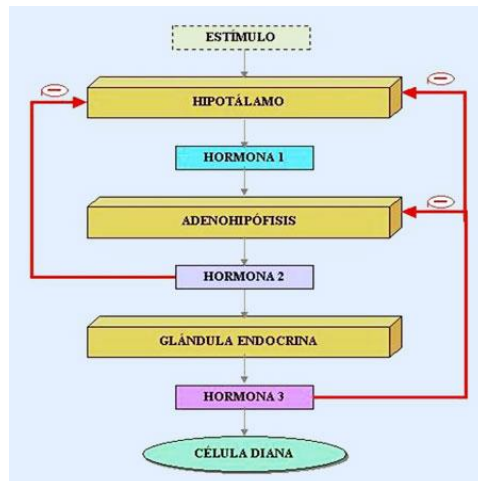 ESTÍMULO
HIPOTÁLAMO
HORMONA 1
ADENOHIPÓFISIS
HORMONA 2
GLÁNDULA ENDOCRINA
HORMONA 3
CÉLULA DIANA